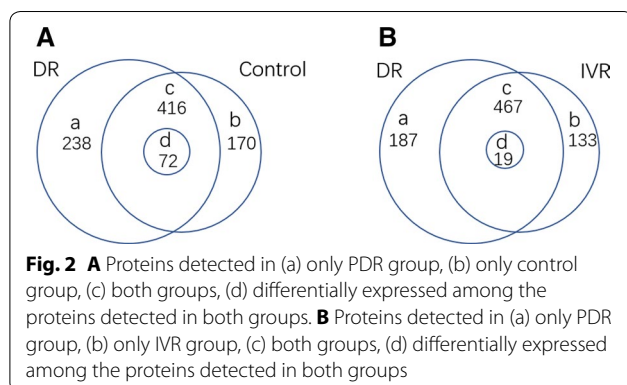 A
B
DR
Control
DR
IVR
a
238
c
416
b
170
d
72
a
187
c
467
b
133
d
19
Fig. 2 A Proteins detected in (a) only PDR group, (b) only control
group, (c) both groups, (d) differentially expressed among the
proteins detected in both groups. B Proteins detected in (a) only PDR
group, (b) only IVR group, (c) both groups, (d) differentially expressed
among the proteins detected in both groups